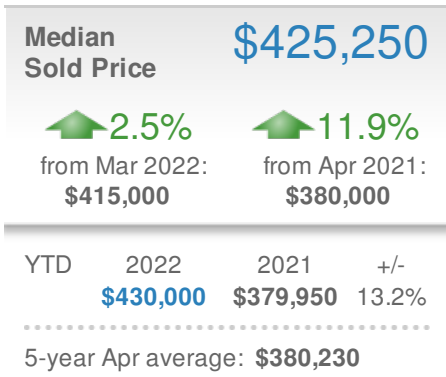 Median
Sold Price
$425,250
2.5%
from Mar 2022:
$415,000
11.9%
from Apr 2021:
$380,000
YTD 2022 2021 +/-
$430,000 $379,950 13.2%
5-year Apr average: $380,230